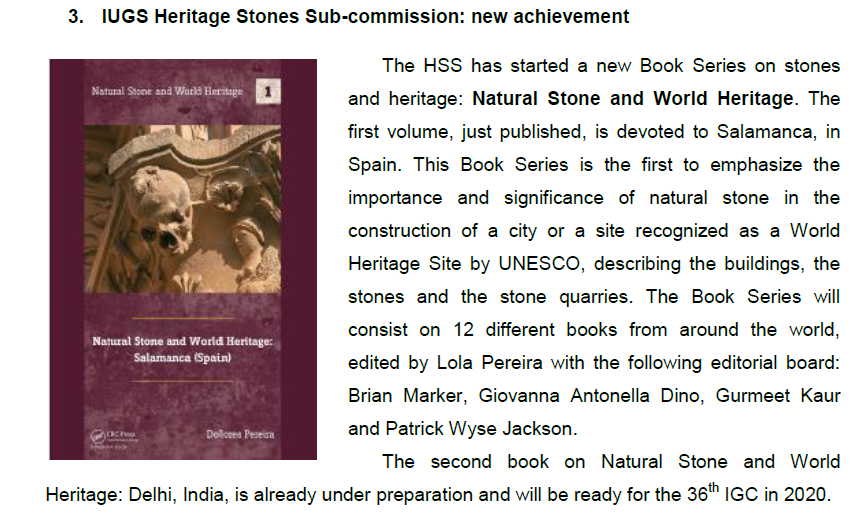 3. IUGS Heritage Stones Sub-commission: new achievement
Natural Stone and World Heritage 1
Natural Stone and World Heritage:
Salamanca (Spain)
CRC Press
Dolores Pereira
The HSS has started a new Book Series on stones
and heritage: Natural Stone and World Heritage. The
first volume, just published, is devoted to Salamanca, in
Spain. This Book Series is the first to emphasize the
importance and significance of natural stone in the
construction of a city or a site recognized as a World
Heritage Site by UNESCO, describing the buildings, the
stones and the stone quarries. The Book Series will
consist on 12 different books from around the world,
edited by Lola Pereira with the following editorial board:
Brian Marker, Giovanna Antonella Dino, Gurmeet Kaur
and Patrick Wyse Jackson.
The second book on Natural Stone and World
Heritage: Delhi, India, is already under preparation and will be ready for the 36th IGC in 2020.